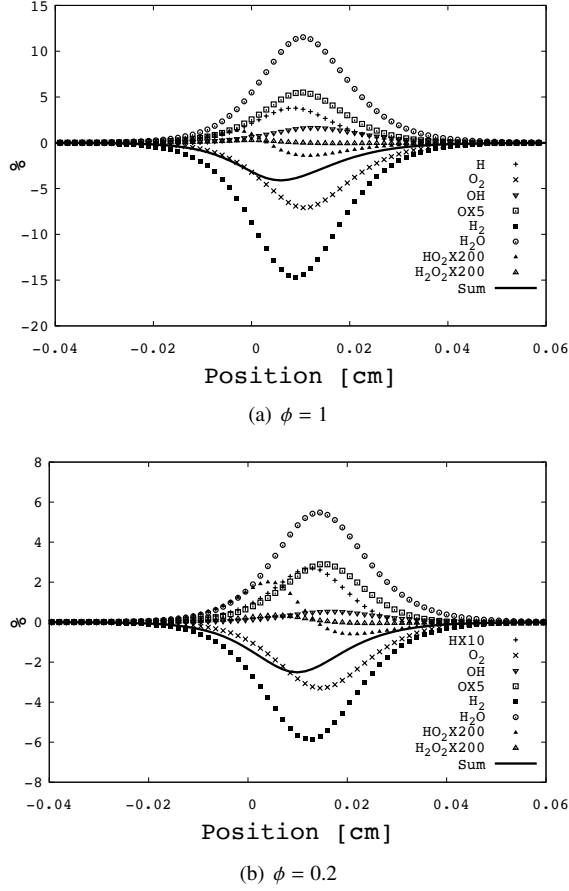 15
10
5
0
-5
-10
-15
-20
%
H
O₂
OH
OX5
H₂
H₂O
HO₂X200
H₂O₂X200
Sum
-0.04 -0.02 0 0.02 0.04 0.06
Position [cm]
(a) ϕ = 1
8
6
4
2
0
-2
-4
-6
-8
%
HX10
O₂
OH
OX5
H₂
H₂O
HO₂X200
H₂O₂X200
Sum
-0.04 -0.02 0 0.02 0.04 0.06
Position [cm]
(b) ϕ = 0.2